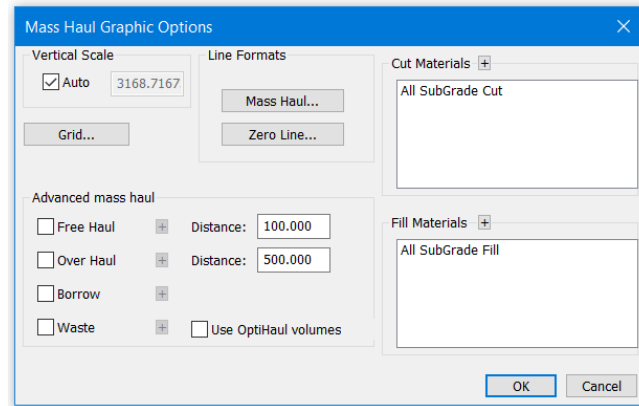 Mass Haul Graphic Options
Vertical Scale
Auto 3168.7167
Grid...
Line Formats
Mass Haul...
Zero Line...
Cut Materials +
All SubGrade Cut
Advanced mass haul
Free Haul + Distance: 100.000
Over Haul + Distance: 500.000
Borrow +
Waste + Use OptiHaul volumes
Fill Materials +
All SubGrade Fill
OK Cancel